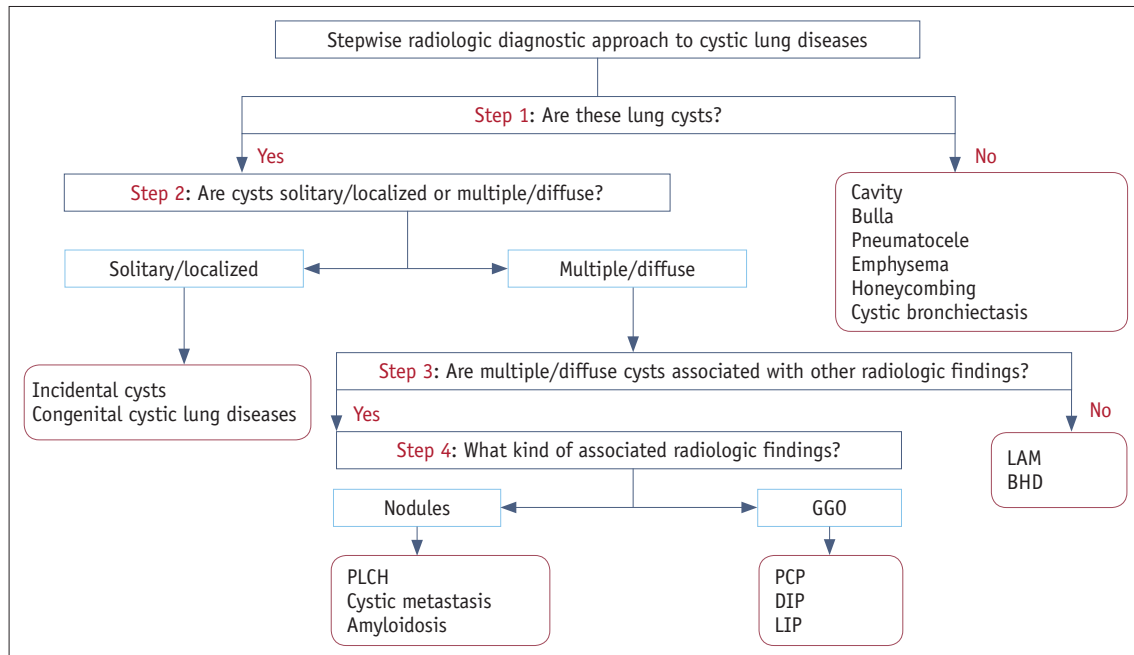 Stepwise radiologic diagnostic approach to cystic lung diseases
Step 1: Are these lung cysts?
Yes
No
Step 2: Are cysts solitary/localized or multiple/diffuse?
Cavity
Bulla
Pneumatocele
Emphysema
Honeycombing
Cystic bronchiectasis
Solitary/localized
Multiple/diffuse
Incidental cysts
Congenital cystic lung diseases
Step 3: Are multiple/diffuse cysts associated with other radiologic findings?
Yes
No
Step 4: What kind of associated radiologic findings?
LAM
BHD
Nodules
GGO
PLCH
Cystic metastasis
Amyloidosis
PCP
DIP
LIP